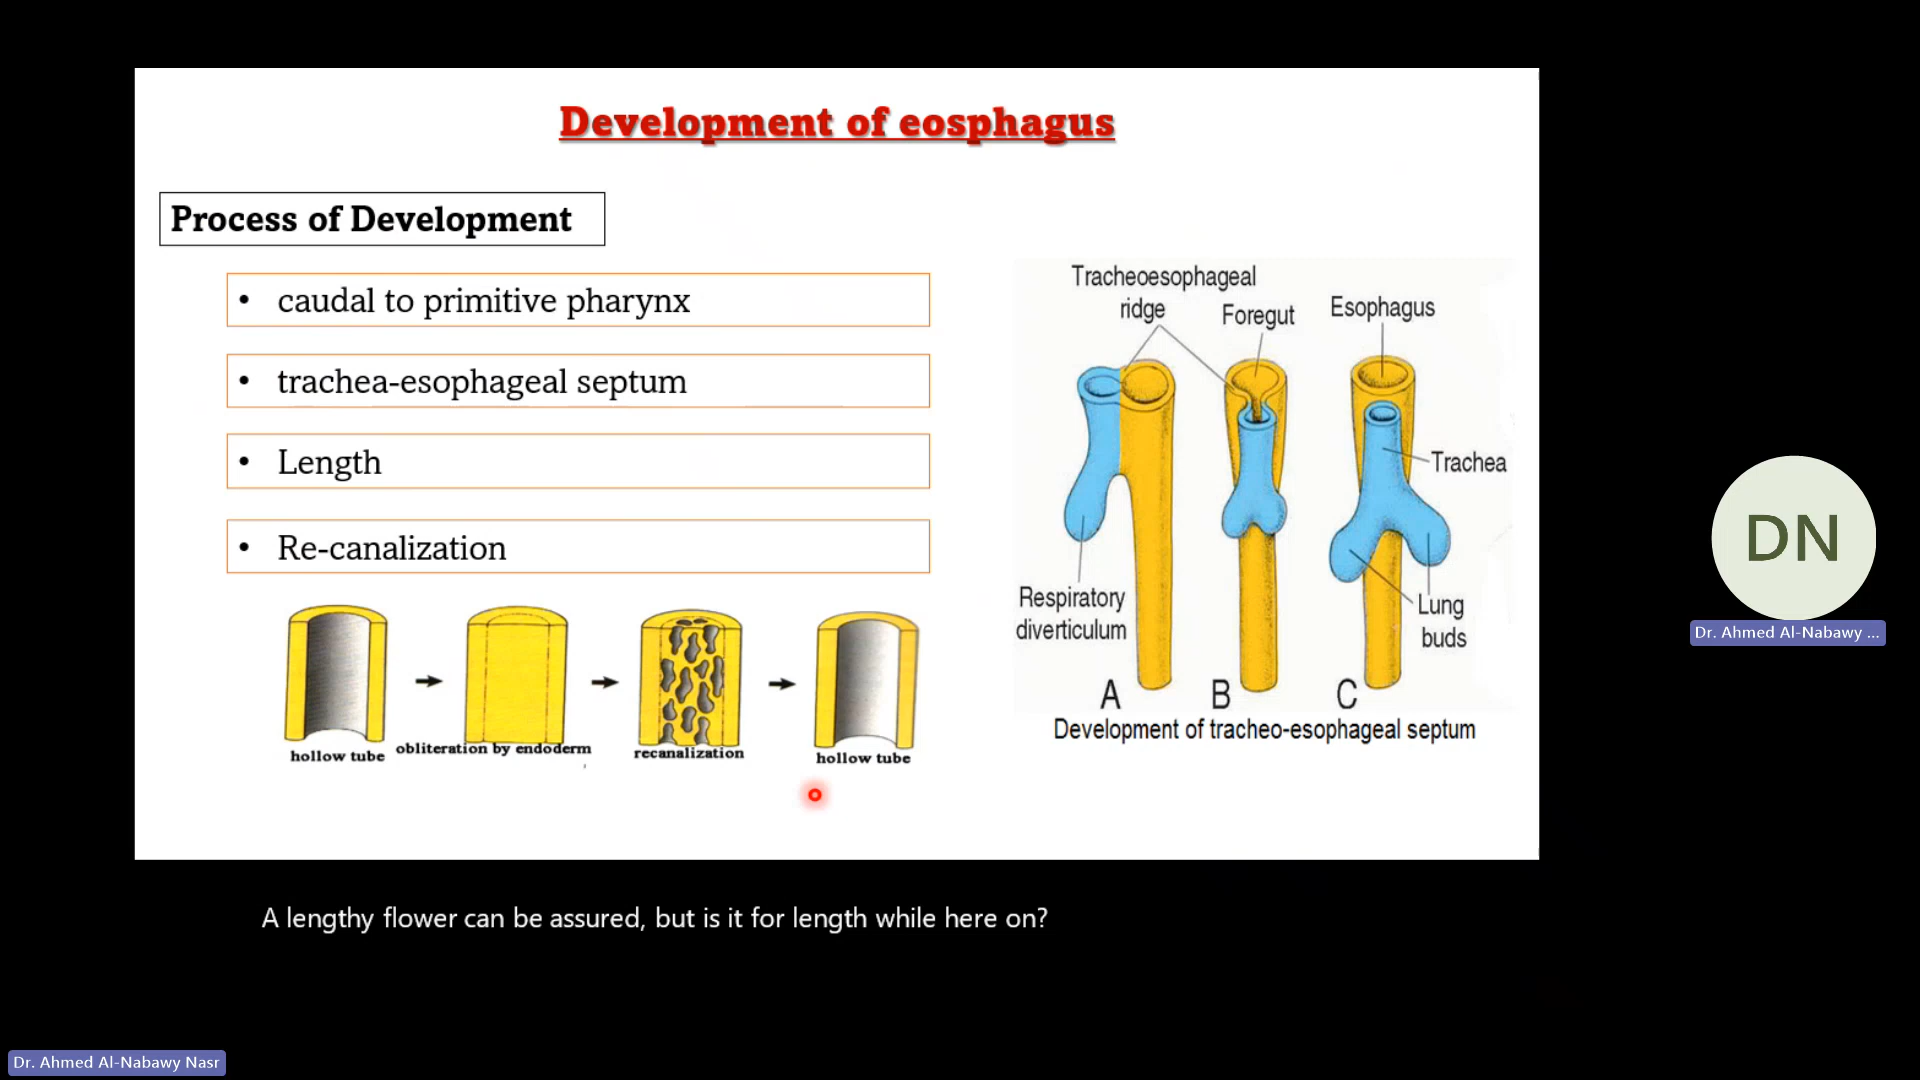 Development of eosphagus
Process of Development
• caudal to primitive pharynx
• trachea-esophageal septum
• Length
• Re-canalization
hollow tube
obliteration by endoderm
recanalization
hollow tube
Tracheoesophageal
ridge
Foregut
Esophagus
Trachea
Respiratory
diverticulum
Lung
buds
A
B
C
Development of tracheo-esophageal septum
DN
Dr. Ahmed Al-Nabawy ...
A lengthy flower can be assured, but is it for length while here on?
Dr. Ahmed Al-Nabawy Nasr